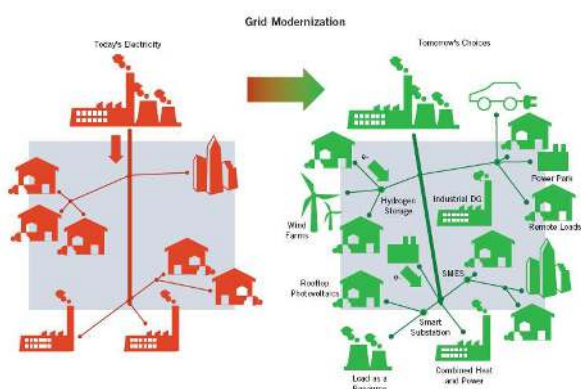 Grid Modernization
Today's Electricity
Tomorrow's Choices
e-
Power Park
Hydrogen
Storage
Industrial DG
Wind
Farms
Remote Loads
Rooftop
Photovoltaics
e-
SMES
Smart
Substation
Load as a
Combined Heat
and Power